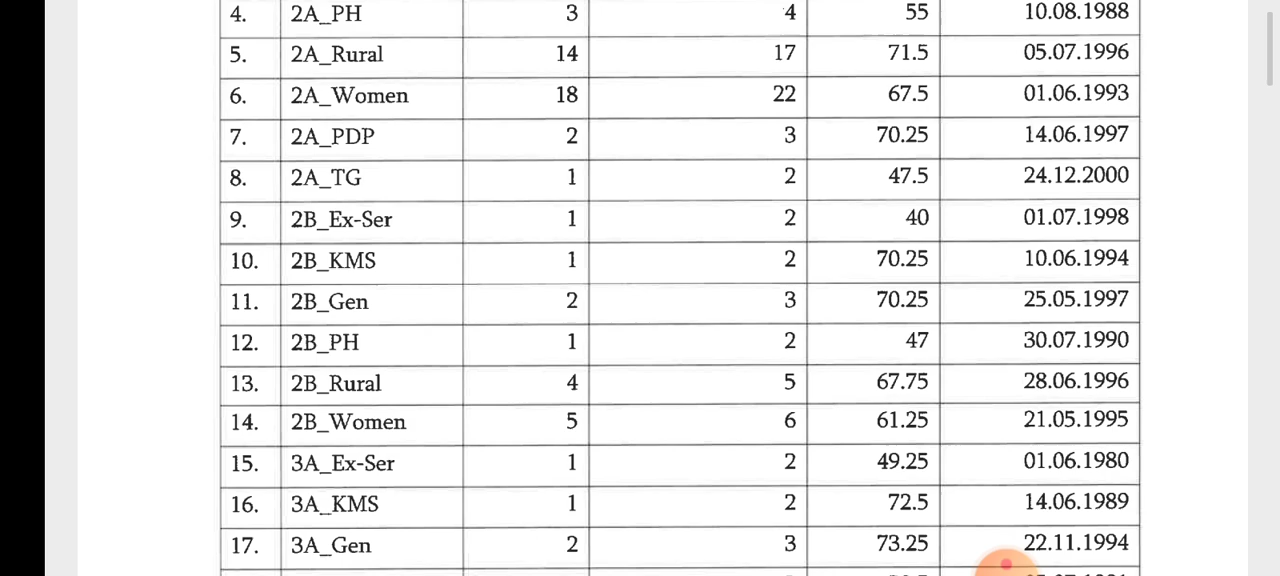 4. 2A_PH 3 4 55 10.08.1988
5. 2A_Rural 14 17 71.5 05.07.1996
6. 2A_Women 18 22 67.5 01.06.1993
7. 2A_PDP 2 3 70.25 14.06.1997
8. 2A_TG 1 2 47.5 24.12.2000
9. 2B_Ex-Ser 1 2 40 01.07.1998
10. 2B_KMS 1 2 70.25 10.06.1994
11. 2B_Gen 2 3 70.25 25.05.1997
12. 2B_PH 1 2 47 30.07.1990
13. 2B_Rural 4 5 67.75 28.06.1996
14. 2B_Women 5 6 61.25 21.05.1995
15. 3A_Ex-Ser 1 2 49.25 01.06.1980
16. 3A_KMS 1 2 72.5 14.06.1989
17. 3A_Gen 2 3 73.25 22.11.1994